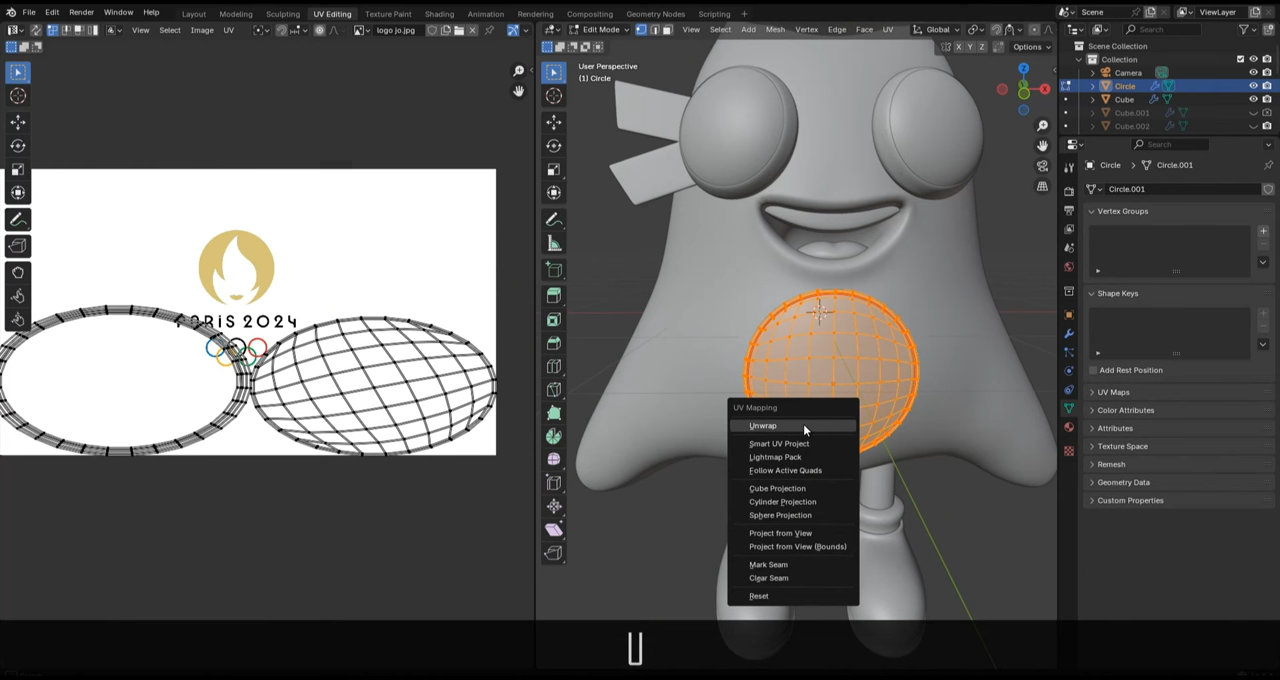 File Edit Render Window Help
Layout Modeling Sculpting UV Editing Texture Paint Shading Animation Rendering Compositing Geometry Nodes Scripting +
Scene
ViewLayer
View Select Image UV
logo jo.jpg
Edit Mode
View Select Add Mesh Vertex Edge Face UV
Global
X Y Z
Options
Search
Scene Collection
Collection
Camera
Circle
Cube
Cube.001
Cube.002
User Perspective
(1) Circle
Z
X
Search
Circle > Circle.001
Circle.001
Vertex Groups
Shape Keys
Add Rest Position
UV Maps
Color Attributes
Attributes
Texture Space
Remesh
Geometry Data
Custom Properties
PARIS 2024
UV Mapping
Unwrap
Smart UV Project
Lightmap Pack
Follow Active Quads
Cube Projection
Cylinder Projection
Sphere Projection
Project from View
Project from View (Bounds)
Mark Seam
Clear Seam
Reset
U